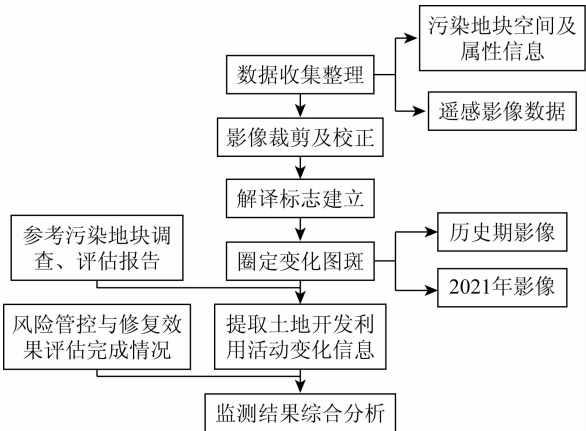 污染地块空间及
属性信息
数据收集整理
遥感影像数据
影像裁剪及校正
解译标志建立
参考污染地块调
查、评估报告
历史期影像
圈定变化图斑
2021年影像
风险管控与修复效
果评估完成情况
提取土地开发利
用活动变化信息
监测结果综合分析